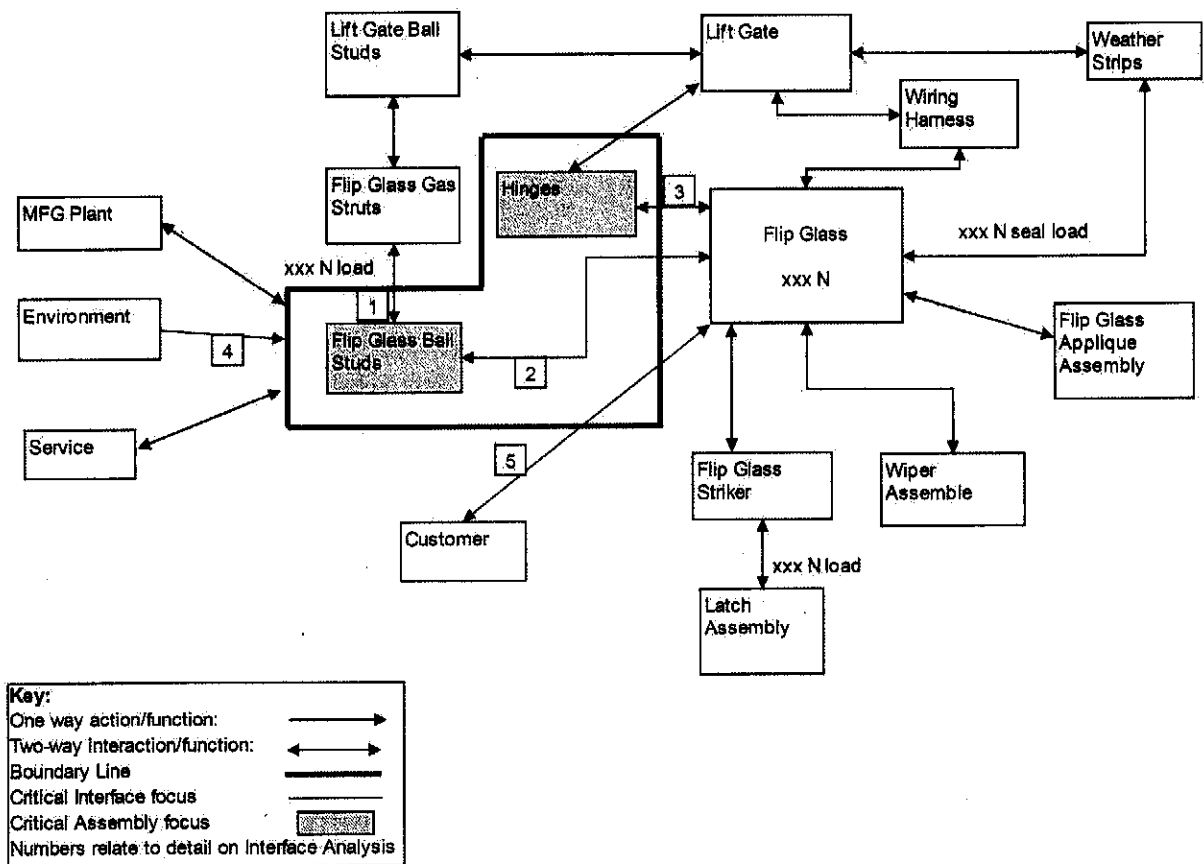 Lift Gate Ball
Studs
Lift Gate
Weather
Strips
Wiring
Harness
Flip Glass Gas
Struts
Hinges
3
MFG Plant
Flip Glass
xxx N
xxx N seal load
xxx N load
1
Environment
4
Flip Glass Ball
Studs
2
Flip Glass
Applique
Assembly
Service
5
Flip Glass
Striker
Wiper
Assemble
Customer
xxx N load
Latch
Assembly
Key:
One way action/function:
Two-way interaction/function:
Boundary Line
Critical Interface focus
Critical Assembly focus
Numbers relate to detail on Interface Analysis